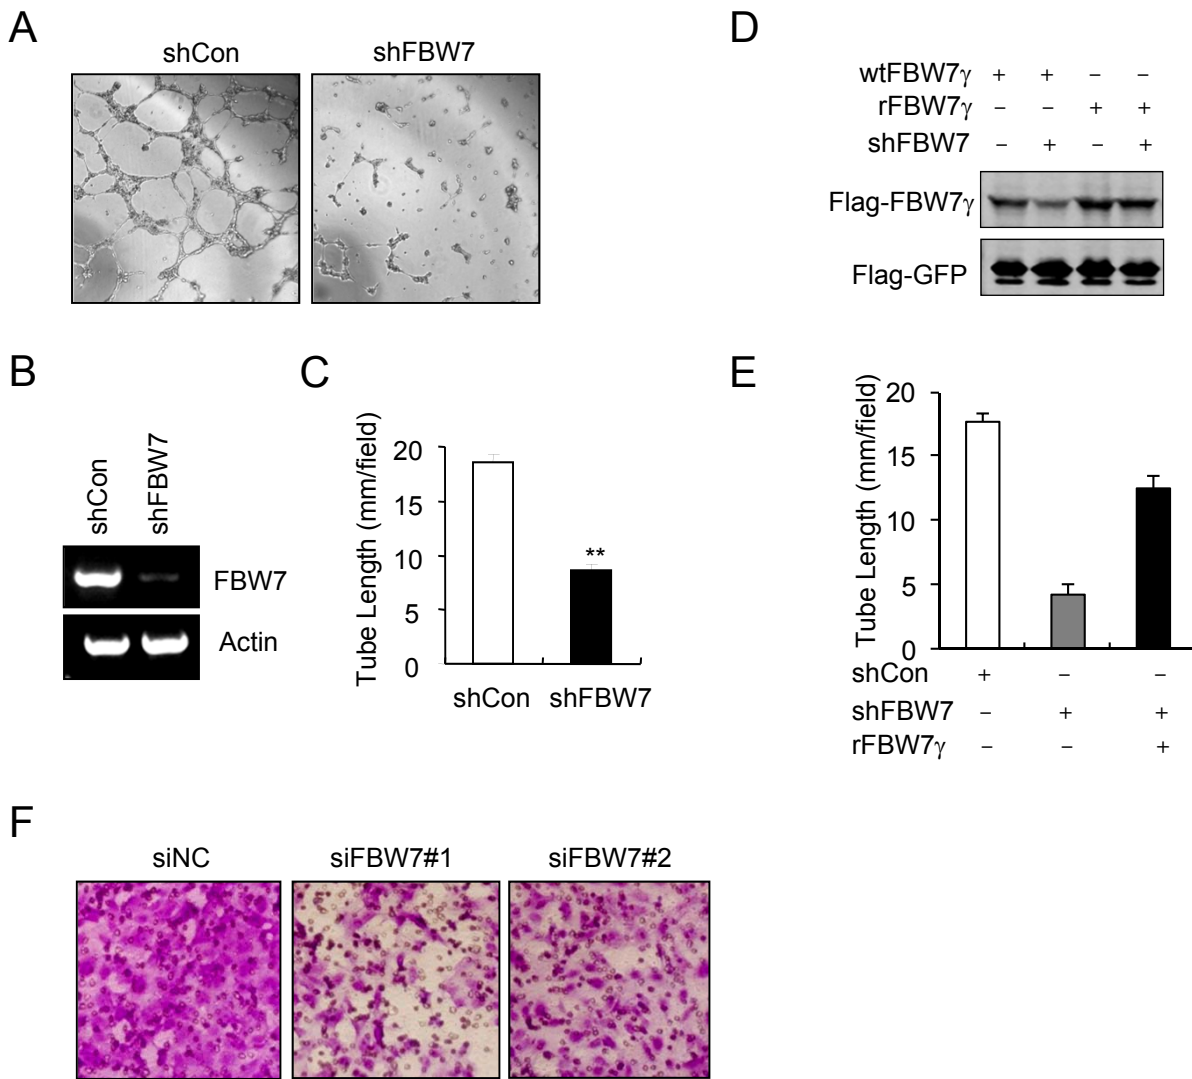 A
shCon shFBW7
B
shCon
shFBW7
FBW7
Actin
C
Tube Length (mm/field)
20
15
10
5
0
**
shCon shFBW7
D
wtFBW7γ + + – –
rFBW7γ – – + +
shFBW7 – + – +
Flag-FBW7γ
Flag-GFP
E
Tube Length (mm/field)
20
15
10
5
0
shCon + – –
shFBW7 – + +
rFBW7γ – – +
F
siNC siFBW7#1 siFBW7#2